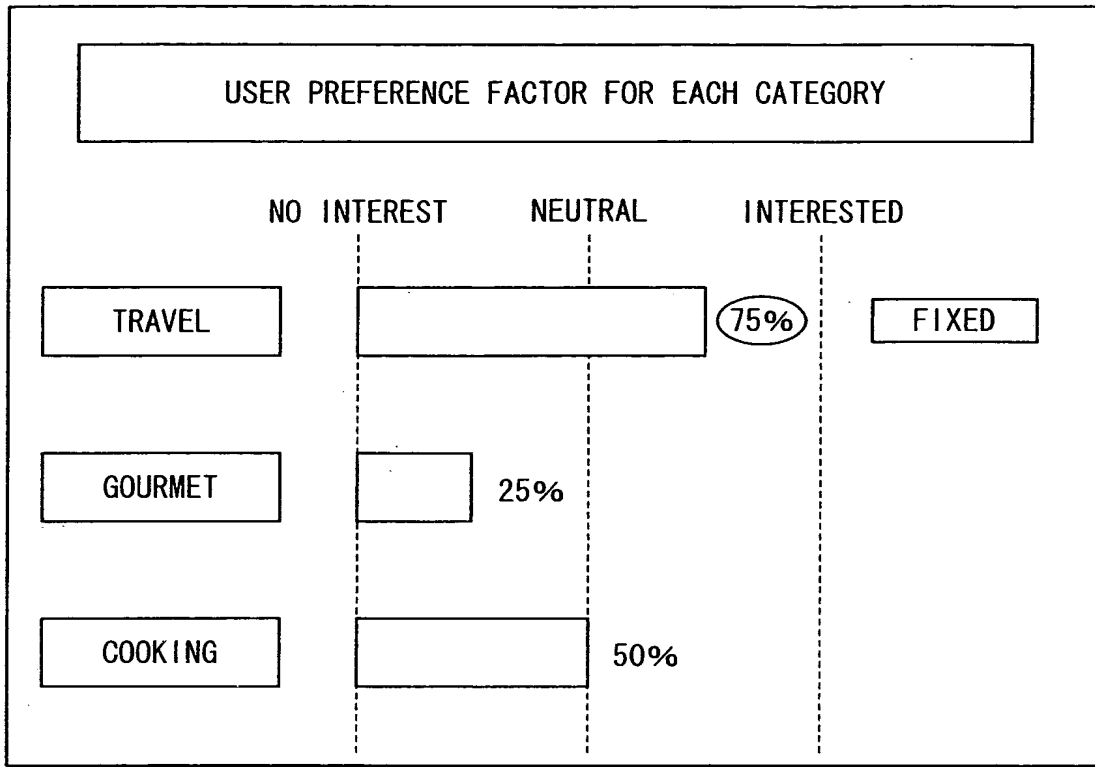 USER PREFERENCE FACTOR FOR EACH CATEGORY
NO INTEREST NEUTRAL INTERESTED
TRAVEL 75% FIXED
GOURMET 25%
COOKING 50%